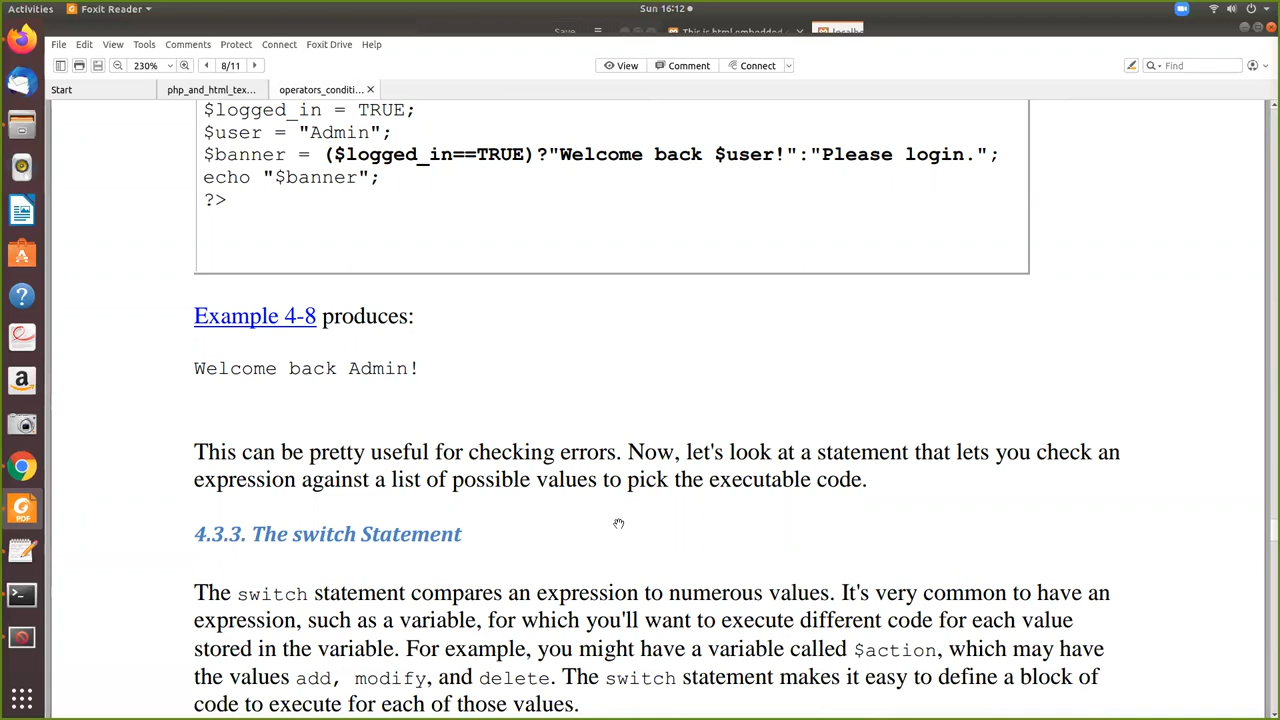 Activities Foxit Reader Sun 16:12
Save This is html embedded localh
File Edit View Tools Comments Protect Connect Foxit Drive Help
230% 8/11 View Comment Connect Find
Start php_and_html_tex... operators_conditi...
$logged_in = TRUE;
$user = "Admin";
$banner = ($logged_in==TRUE)?"Welcome back $user!":"Please login.";
echo "$banner";
?>
Example 4-8 produces:
Welcome back Admin!
This can be pretty useful for checking errors. Now, let's look at a statement that lets you check an
expression against a list of possible values to pick the executable code.
4.3.3. The switch Statement
The switch statement compares an expression to numerous values. It's very common to have an
expression, such as a variable, for which you'll want to execute different code for each value
stored in the variable. For example, you might have a variable called $action, which may have
the values add, modify, and delete. The switch statement makes it easy to define a block of
code to execute for each of those values.